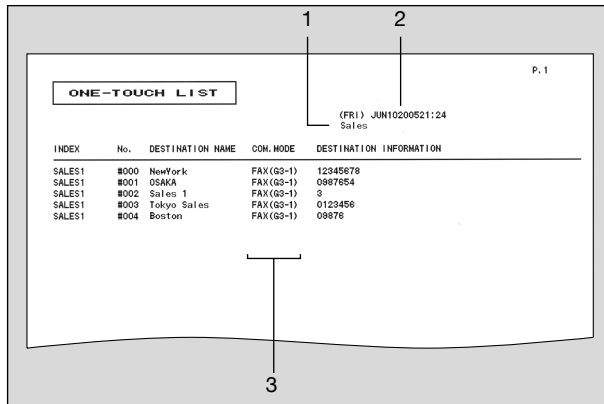 1 2
P.1
ONE-TOUCH LIST
(FRI) JUN10200521:24
Sales
INDEX No. DESTINATION NAME COM.MODE DESTINATION INFORMATION
SALES1 #000 NewYork FAX(G3-1) 12345678
SALES1 #001 OSAKA FAX(G3-1) 0987654
SALES1 #002 Sales 1 FAX(G3-1) 3
SALES1 #003 Tokyo Sales FAX(G3-1) 0123456
SALES1 #004 Boston FAX(G3-1) 09876
3